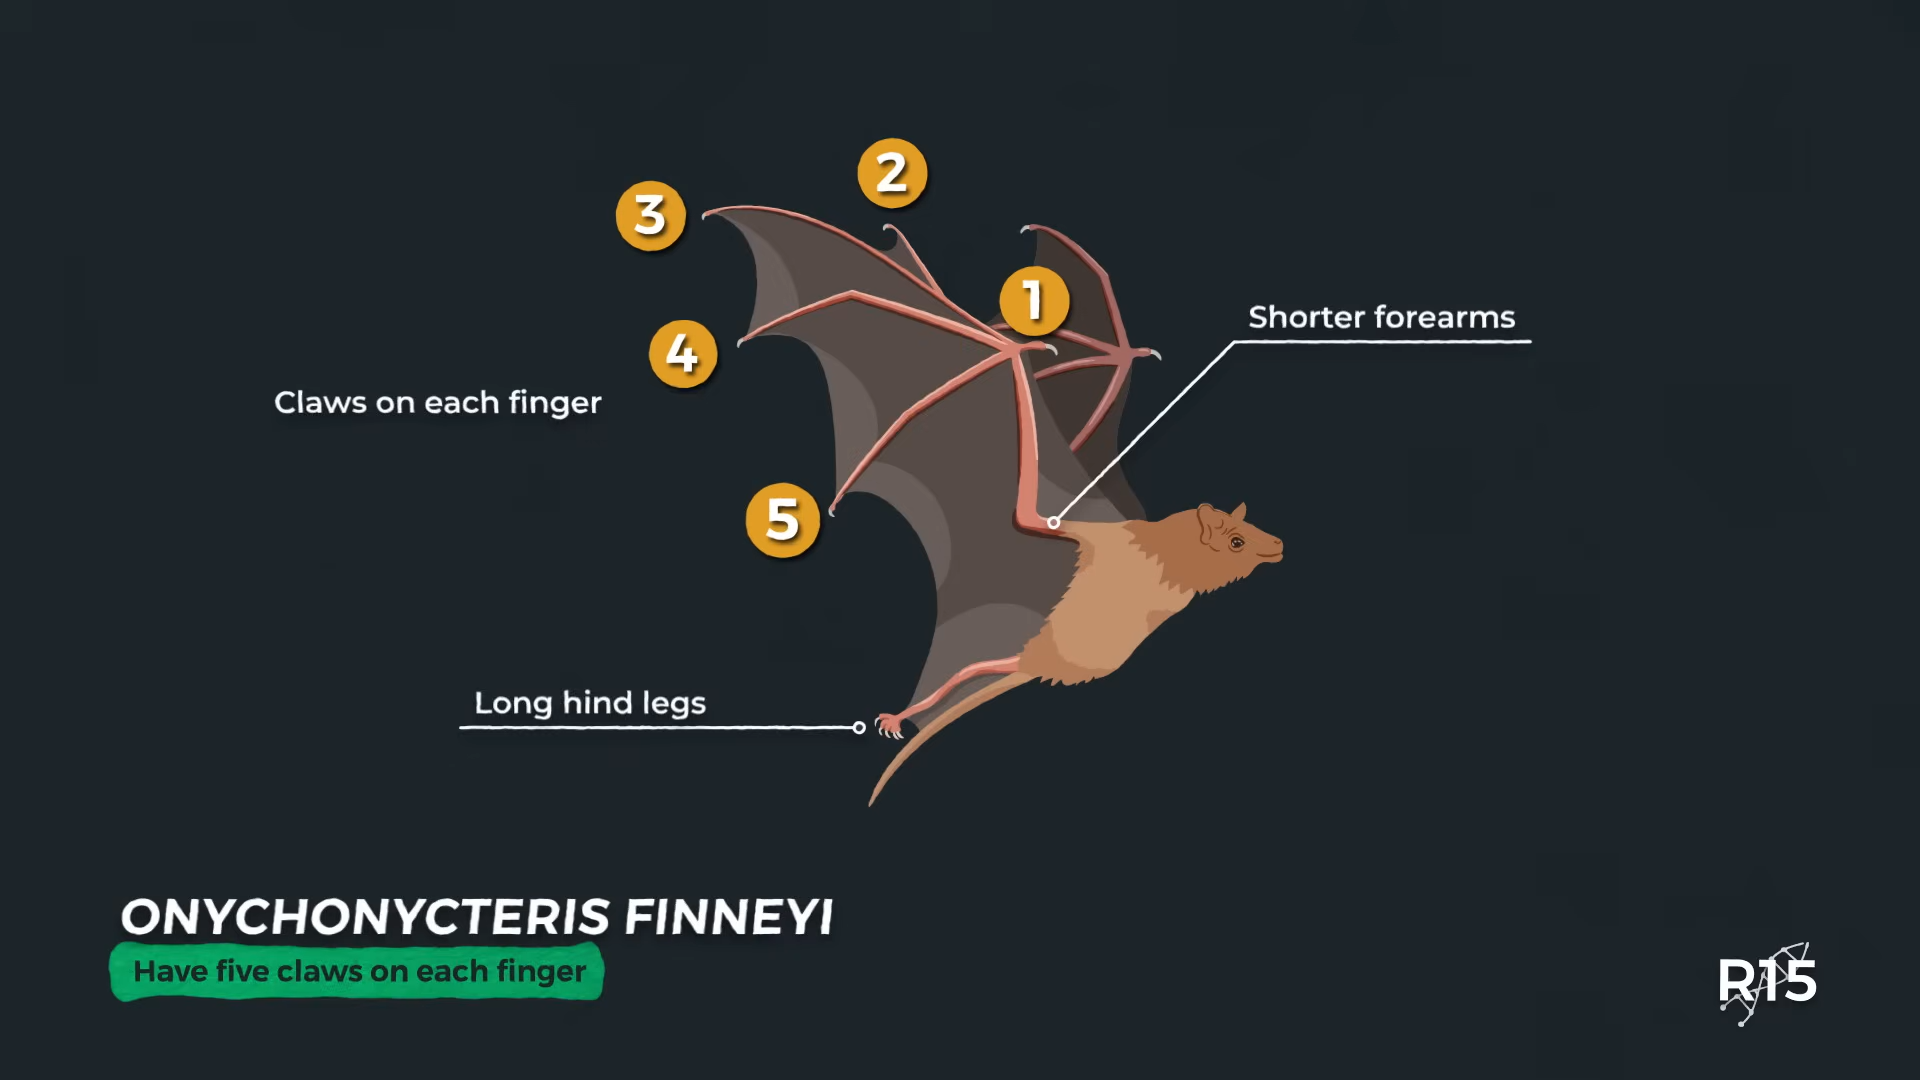 2
3
1
Shorter forearms
4
Claws on each finger
5
Long hind legs
ONYCHONYCTERIS FINNEYI
Have five claws on each finger
R15